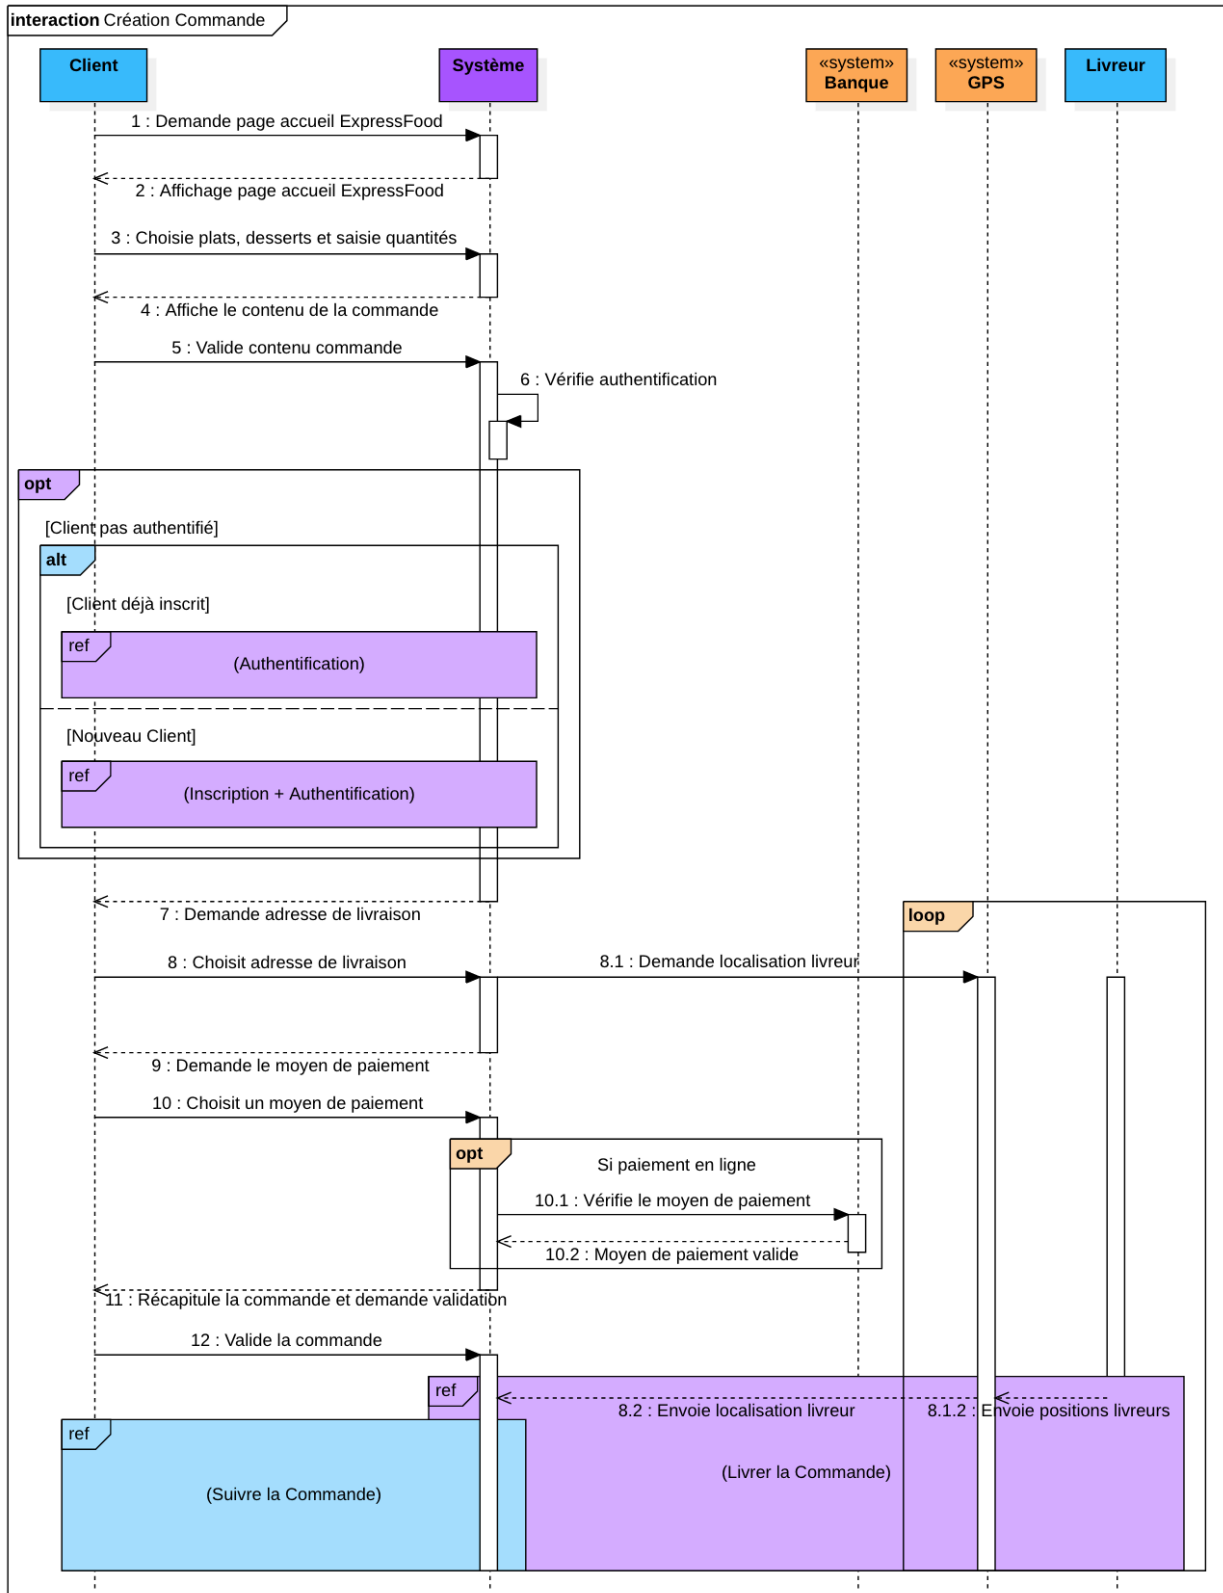 interaction Création Commande
Client
Système
«system»
Banque
«system»
GPS
Livreur
1 : Demande page accueil ExpressFood
2 : Affichage page accueil ExpressFood
3 : Choisie plats, desserts et saisie quantités
4 : Affiche le contenu de la commande
5 : Valide contenu commande
6 : Vérifie authentification
opt
[Client pas authentifié]
alt
[Client déjà inscrit]
ref
(Authentification)
[Nouveau Client]
ref
(Inscription + Authentification)
7 : Demande adresse de livraison
loop
8 : Choisit adresse de livraison
8.1 : Demande localisation livreur
9 : Demande le moyen de paiement
10 : Choisit un moyen de paiement
opt
Si paiement en ligne
10.1 : Vérifie le moyen de paiement
10.2 : Moyen de paiement valide
11 : Récapitule la commande et demande validation
12 : Valide la commande
ref
8.2 : Envoie localisation livreur
8.1.2 : Envoie positions livreurs
ref
(Livrer la Commande)
(Suivre la Commande)